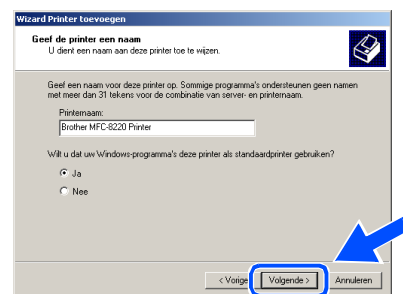 Wizard Printer toevoegen
Geef de printer een naam
U dient een naam aan deze printer toe te wijzen.
Geef een naam voor deze printer op. Sommige programma's ondersteunen geen namen
met meer dan 31 tekens voor de combinatie van server- en printernaam.
Printernaam:
Brother MFC-8220 Printer
Wilt u dat uw Windows-programma's deze printer als standaardprinter gebruiken?
Ja
Nee
< Vorige Volgende > Annuleren